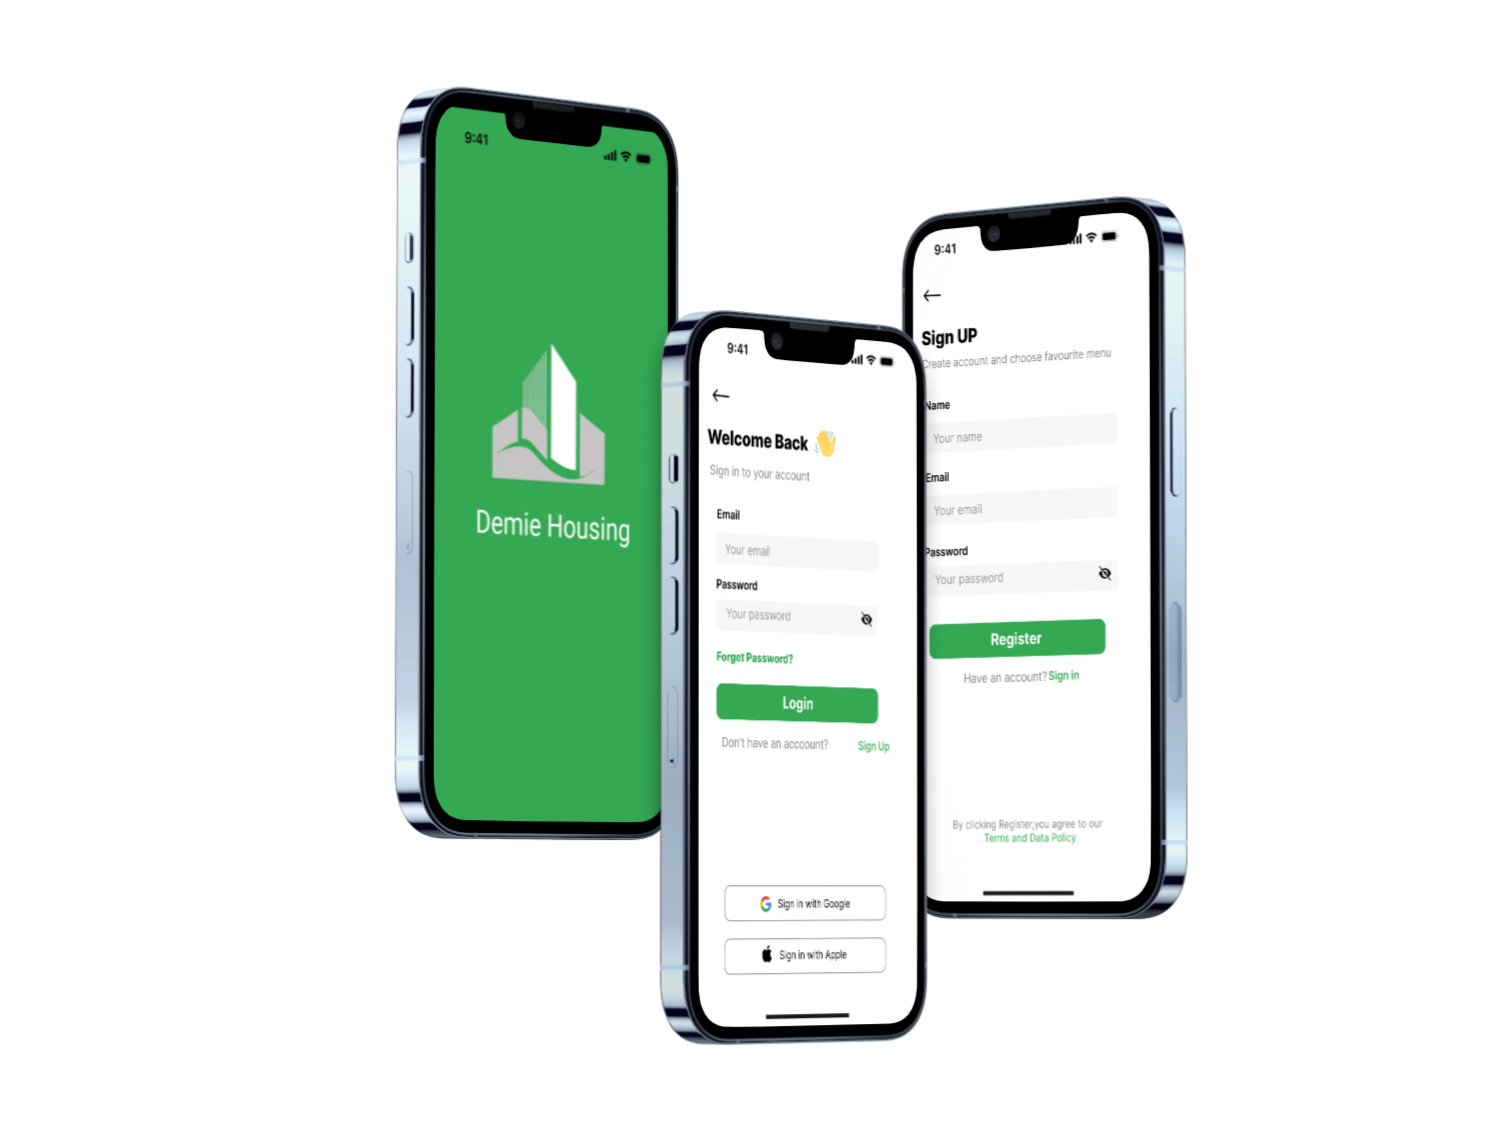 9:41
Demie Housing
9:41
Welcome Back 👋
Sign in to your account
Email
Your email
Password
Your password
Forget Password?
Login
Don't have an accoount? Sign Up
Sign in with Google
Sign in with Apple
9:41
Sign UP
Create account and choose favourite menu
Name
Your name
Email
Your email
Password
Your password
Register
Have an account? Sign in
By clicking Register,you agree to our
Terms and Data Policy